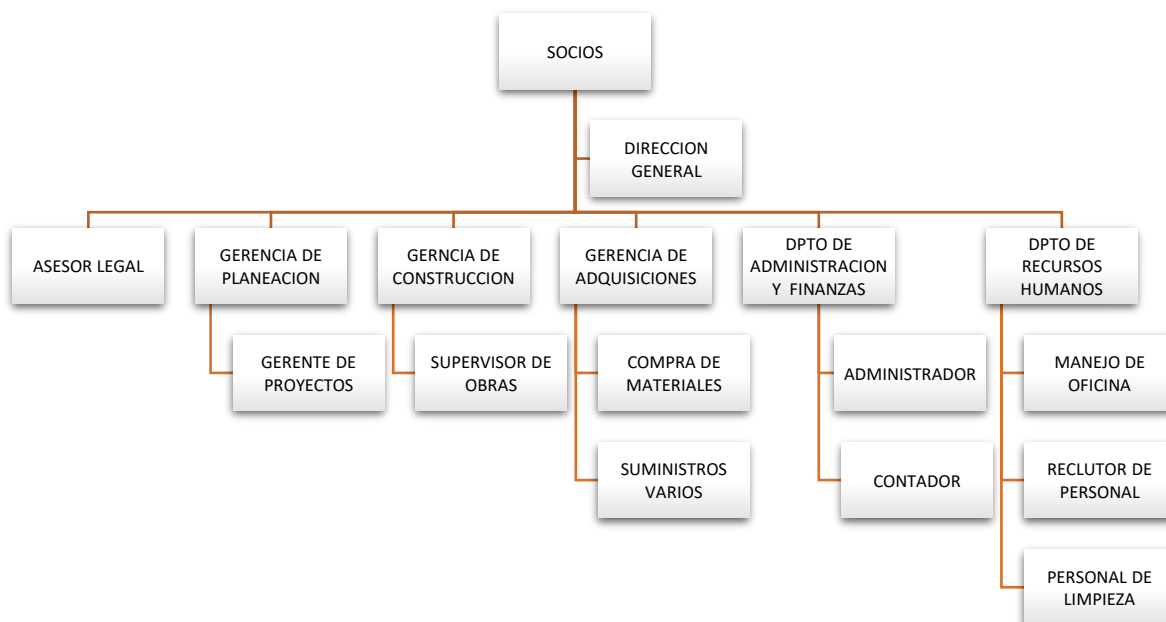 SOCIOS
DIRECCION
GENERAL
ASESOR LEGAL
GERENCIA DE
PLANEACION
GERNCIA DE
CONSTRUCCION
GERENCIA DE
ADQUISICIONES
DPTO DE
ADMINISTRACION
Y FINANZAS
DPTO DE
RECURSOS
HUMANOS
GERENTE DE
PROYECTOS
SUPERVISOR DE
OBRAS
COMPRA DE
MATERIALES
ADMINISTRADOR
MANEJO DE
OFICINA
SUMINISTROS
VARIOS
CONTADOR
RECLUTOR DE
PERSONAL
PERSONAL DE
LIMPIEZA